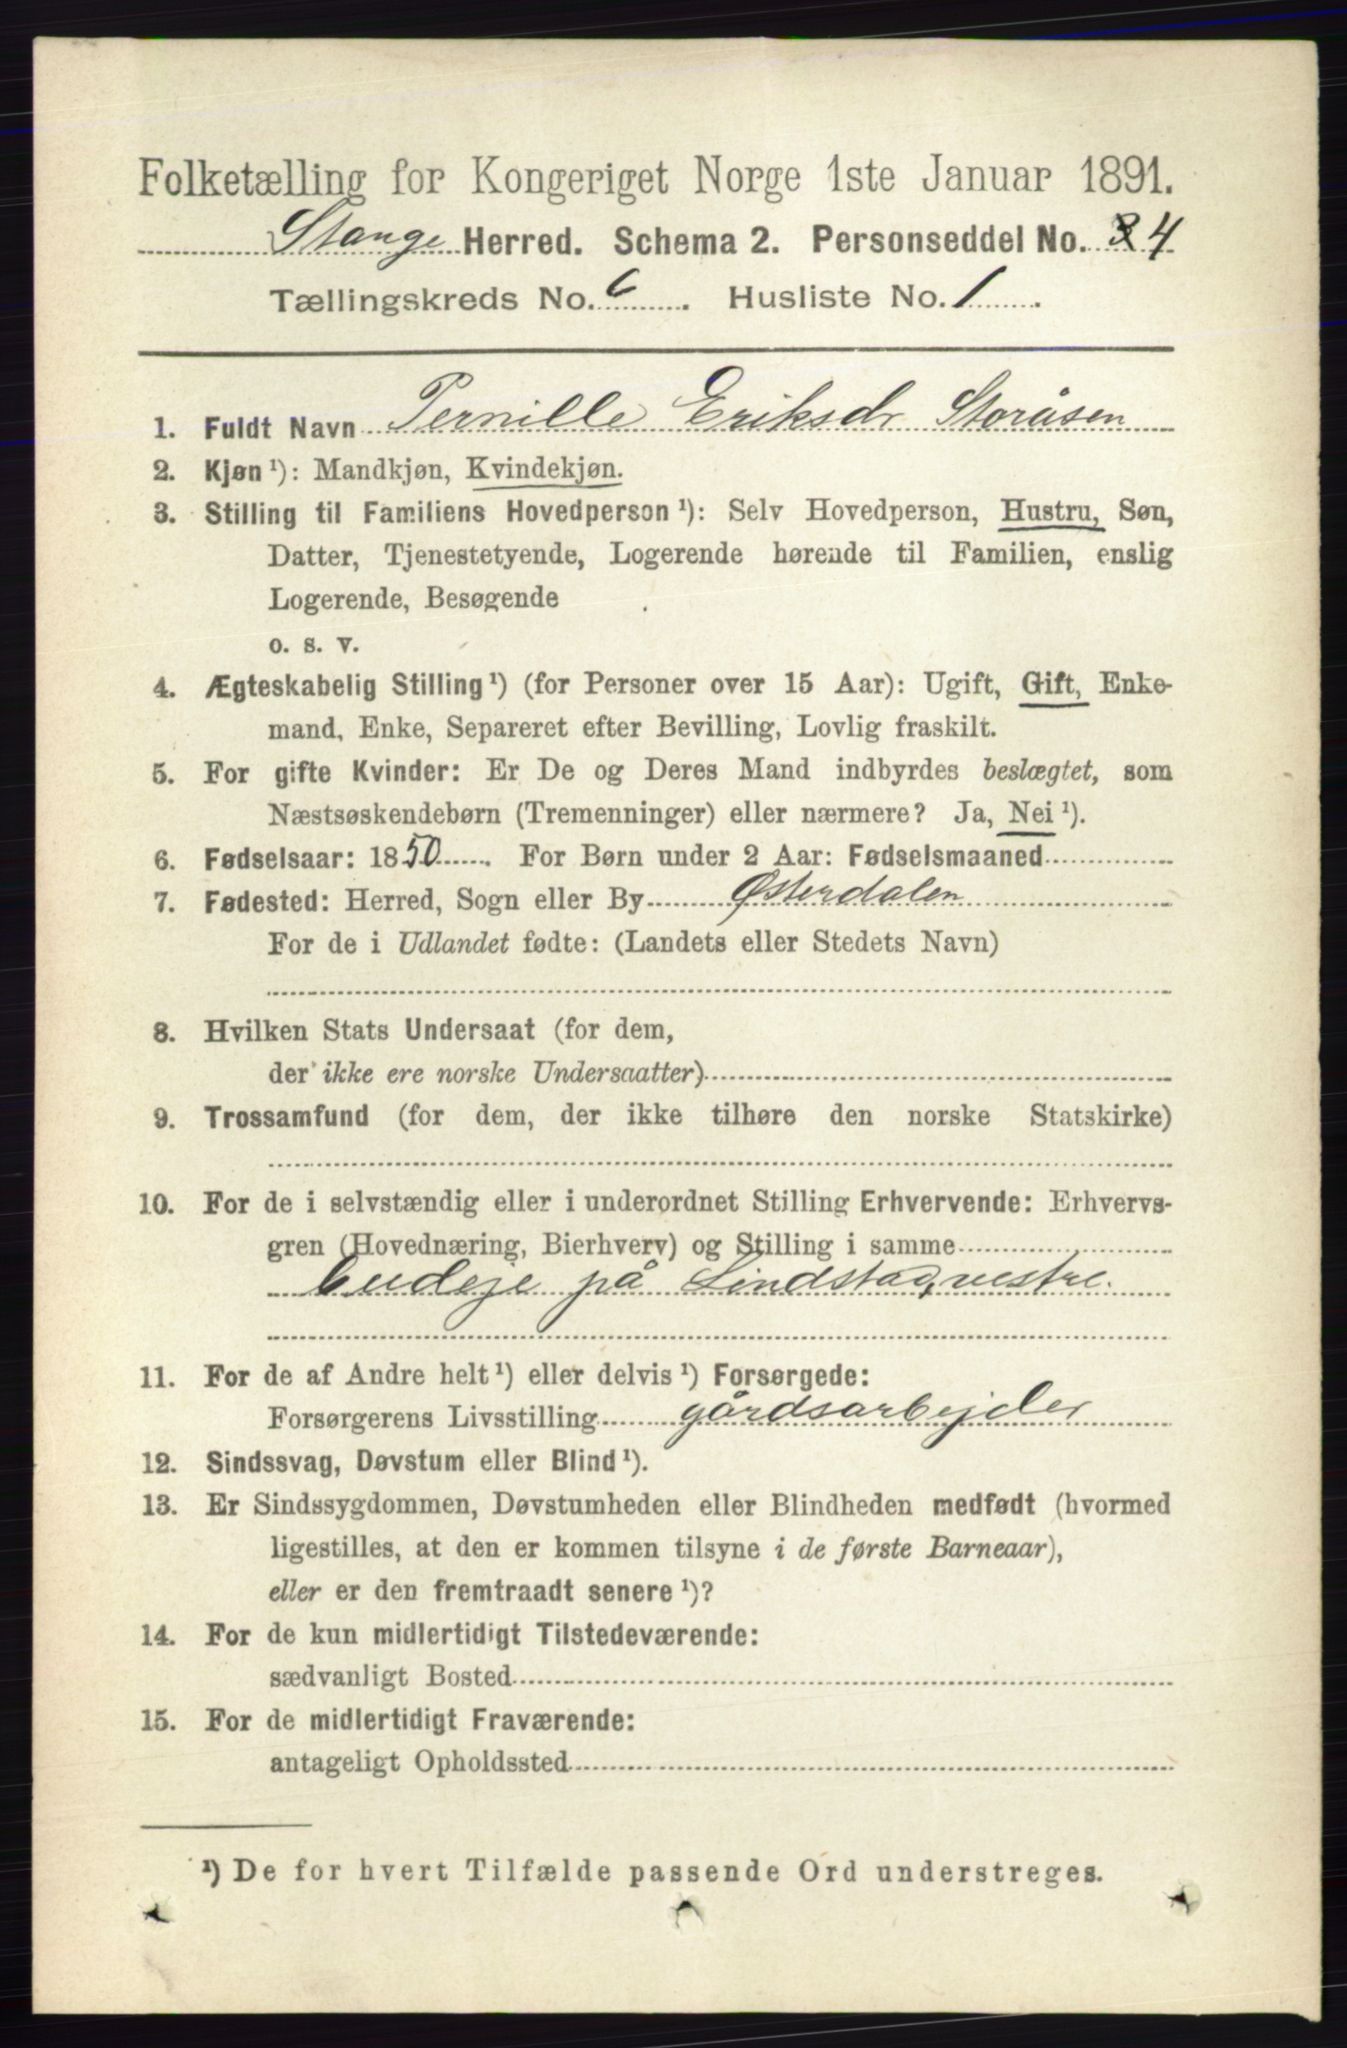 Folketælling for Kongeriget Norge 1ste Januar 1891.
Stange Herred. Schema 2. Personseddel No. 3 4
Tællingskreds No. 6. Husliste No. 1.
1. Fuldt Navn Pernille Eriksdr Storåsen
2. Kjøn ¹): Mandkjøn, Kvindekjøn.
3. Stilling til Familiens Hovedperson ¹): Selv Hovedperson, Hustru, Søn,
Datter, Tjenestetyende, Logerende hørende til Familien, enslig
Logerende, Besøgende
o. s. v.
4. Ægteskabelig Stilling ¹) (for Personer over 15 Aar): Ugift, Gift, Enke-
mand, Enke, Separeret efter Bevilling, Lovlig fraskilt.
5. For gifte Kvinder: Er De og Deres Mand indbyrdes beslægtet, som
Næstsøskendebørn (Tremenninger) eller nærmere? Ja, Nei ¹).
6. Fødselsaar: 1850. For Børn under 2 Aar: Fødselsmaaned
7. Fødested: Herred, Sogn eller By Østerdalen
For de i Udlandet fødte: (Landets eller Stedets Navn)
8. Hvilken Stats Undersaat (for dem,
der ikke ere norske Undersaatter)
9. Trossamfund (for dem, der ikke tilhøre den norske Statskirke)
10. For de i selvstændig eller i underordnet Stilling Erhvervende: Erhvervs-
gren (Hovednæring, Bierhverv) og Stilling i samme
budeje på Lindstad, vestre.
11. For de af Andre helt ¹) eller delvis ¹) Forsørgede:
Forsørgerens Livsstilling gårdsarbejder
12. Sindssvag, Døvstum eller Blind ¹).
13. Er Sindssygdommen, Døvstumheden eller Blindheden medfødt (hvormed
ligestilles, at den er kommen tilsyne i de første Barneaar),
eller er den fremtraadt senere ¹)?
14. For de kun midlertidigt Tilstedeværende:
sædvanligt Bosted
15. For de midlertidigt Fraværende:
antageligt Opholdssted
¹) De for hvert Tilfælde passende Ord understreges.